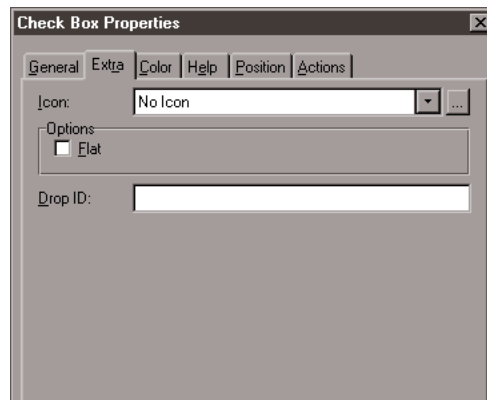 Check Box Properties
General Extra Color Help Position Actions
Icon: No Icon ...
Options
Flat
Drop ID: